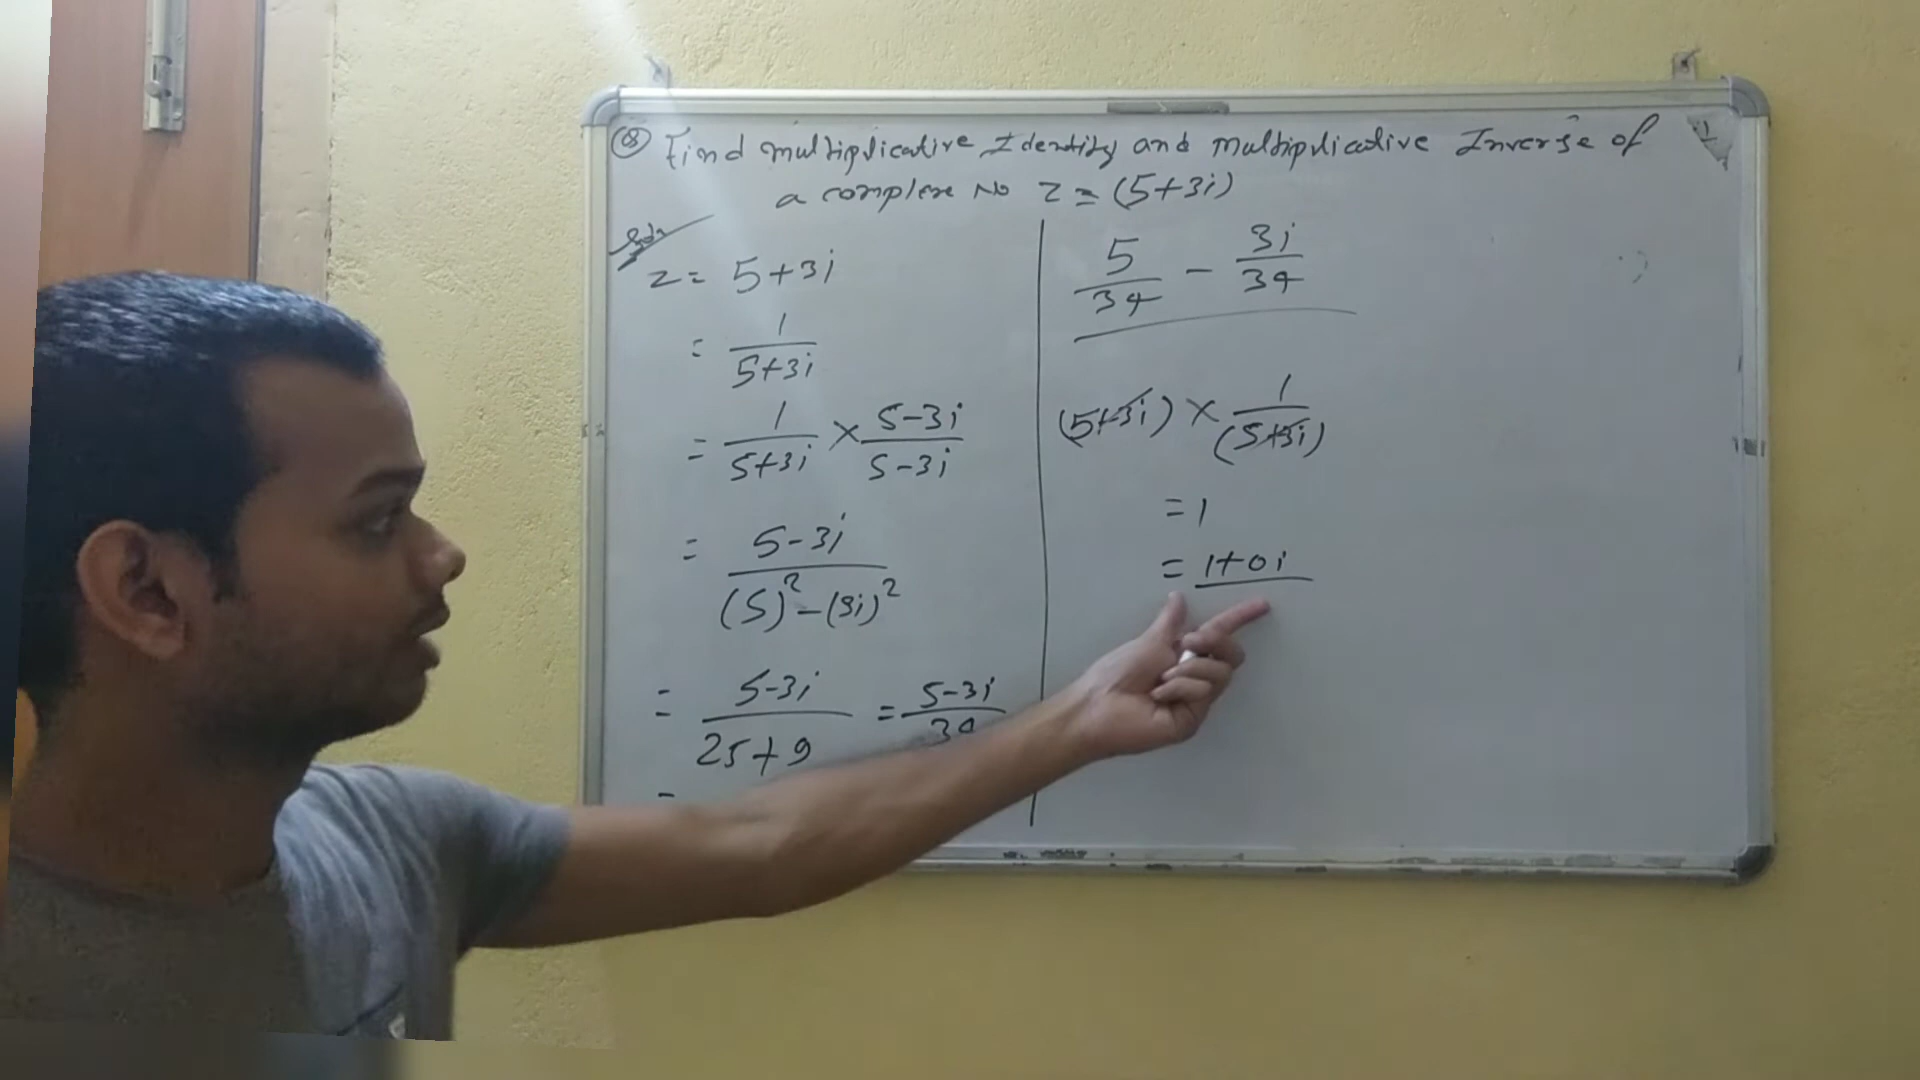 Q Find multiplicative Identity and multiplicative Inverse of
a complex No z = (5+3i)
Soln
z = 5+3i
= 1/(5+3i)
= 1/(5+3i) × (5-3i)/(5-3i)
= (5-3i)/((5)² - (3i)²)
= (5-3i)/(25+9) = (5-3i)/34
=
5/34 - 3i/34
(5+3i) × 1/(5+3i)
= 1
= 1+0i